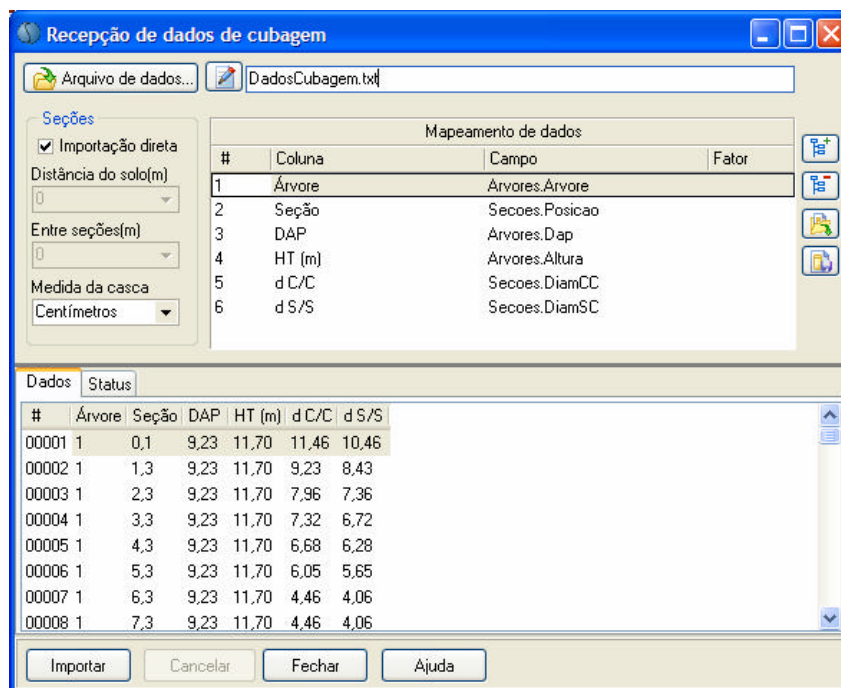 Recepção de dados de cubagem
Arquivo de dados... DadosCubagem.txt
Seções
Importação direta
Distância do solo(m)
0
Entre seções(m)
0
Medida da casca
Centímetros
Mapeamento de dados
# Coluna Campo Fator
1 Árvore Arvores.Arvore
2 Seção Secoes.Posicao
3 DAP Arvores.Dap
4 HT (m) Arvores.Altura
5 d C/C Secoes.DiamCC
6 d S/S Secoes.DiamSC
Dados Status
# Árvore Seção DAP HT (m) d C/C d S/S
00001 1 0,1 9,23 11,70 11,46 10,46
00002 1 1,3 9,23 11,70 9,23 8,43
00003 1 2,3 9,23 11,70 7,96 7,36
00004 1 3,3 9,23 11,70 7,32 6,72
00005 1 4,3 9,23 11,70 6,68 6,28
00006 1 5,3 9,23 11,70 6,05 5,65
00007 1 6,3 9,23 11,70 4,46 4,06
00008 1 7,3 9,23 11,70 4,46 4,06
Importar Cancelar Fechar Ajuda